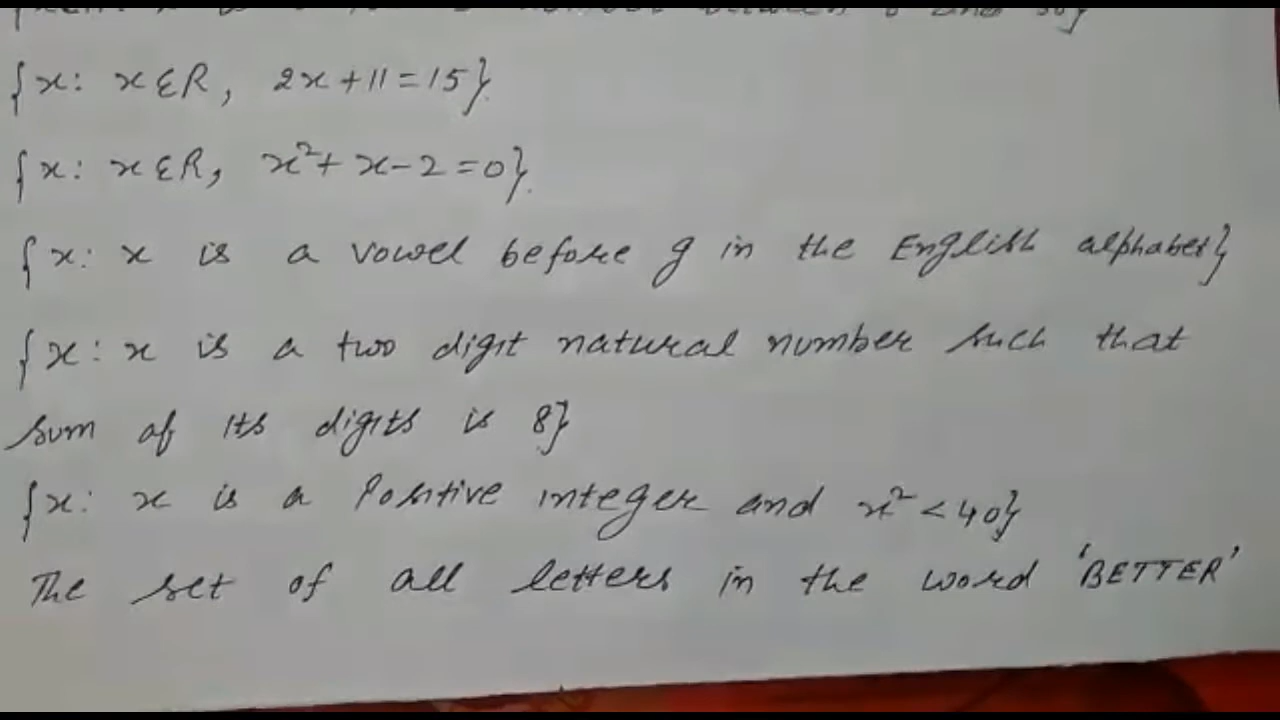 {x: x ε R, 2x + 11 = 15}.
{x: x ε R, x² + x - 2 = 0}.
{x: x is a vowel before g in the English alphabet}
{x: x is a two digit natural number such that
sum of its digits is 8}
{x: x is a Positive integer and x² < 40}
The set of all letters in the word 'BETTER'